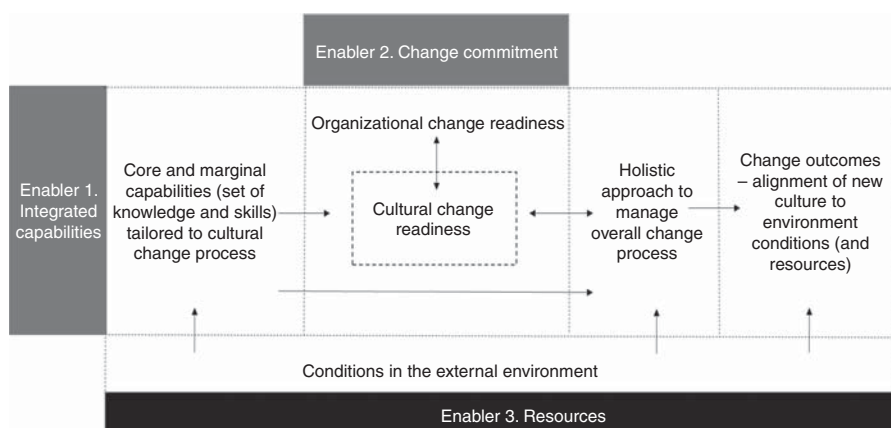 Enabler 2. Change commitment
Enabler 1.
Integrated
capabilities
Core and marginal
capabilities (set of
knowledge and skills)
tailored to cultural
change process
Organizational change readiness
Cultural change
readiness
Holistic
approach to
manage
overall change
process
Change outcomes
– alignment of new
culture to
environment
conditions (and
resources)
Conditions in the external environment
Enabler 3. Resources